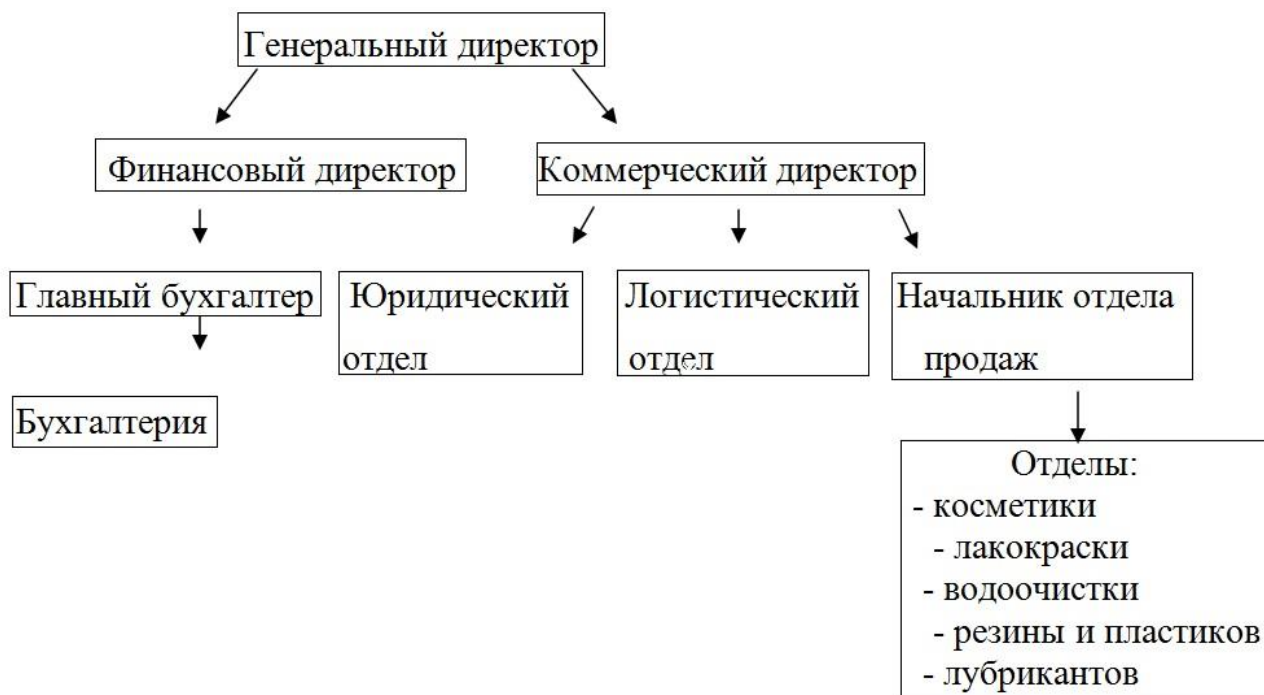 Генеральный директор
Финансовый директор
Коммерческий директор
Главный бухгалтер
Юридический
отдел
Логистический
отдел
Начальник отдела
продаж
Бухгалтерия
Отделы:
- косметики
- лакокраски
- водоочистки
- резины и пластиков
- лубрикантов